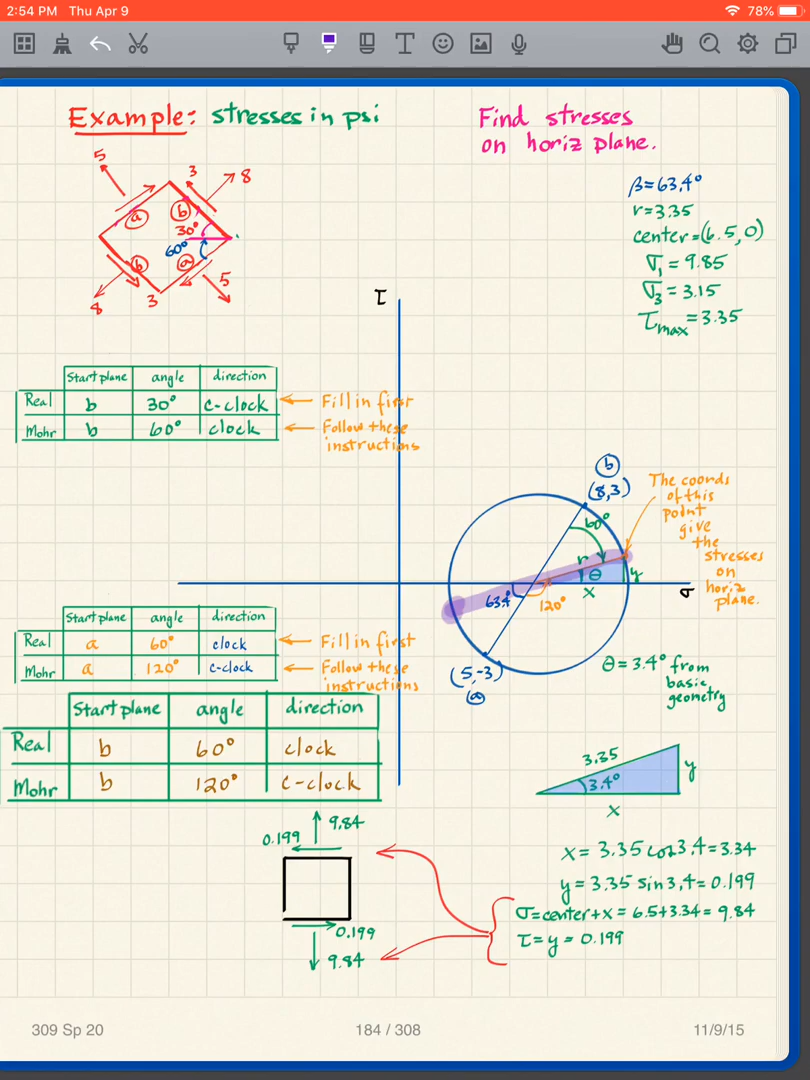 2:54 PM Thu Apr 9
78%
Example: stresses in psi
Find stresses
on horiz plane.
5
3
8
a
b
30°
60°
b
a
5
8
3
β=63.4°
r=3.35
center=(6.5,0)
σ1 = 9.85
σ3 = 3.15
τmax = 3.35
τ
Start plane angle direction
Real b 30° c-clock ← Fill in first
Mohr b 60° clock ← Follow these
instructions
b
(8,3)
60°
r
θ
y
x
63.4°
120°
σ
(5,-3)
a
The coords
of this
point
give
the
stresses
on
horiz
plane.
Start plane angle direction
Real a 60° clock ← Fill in first
Mohr a 120° c-clock ← Follow these
instructions
θ = 3.4° from
basic
geometry
Start plane angle direction
Real b 60° clock
Mohr b 120° c-clock
3.35
3.4°
y
x
9.84
0.199
0.199
9.84
x = 3.35 cos 3.4 = 3.34
y = 3.35 sin 3.4 = 0.199
σ = center + x = 6.5 + 3.34 = 9.84
τ = y = 0.199
309 Sp 20
184 / 308
11/9/15